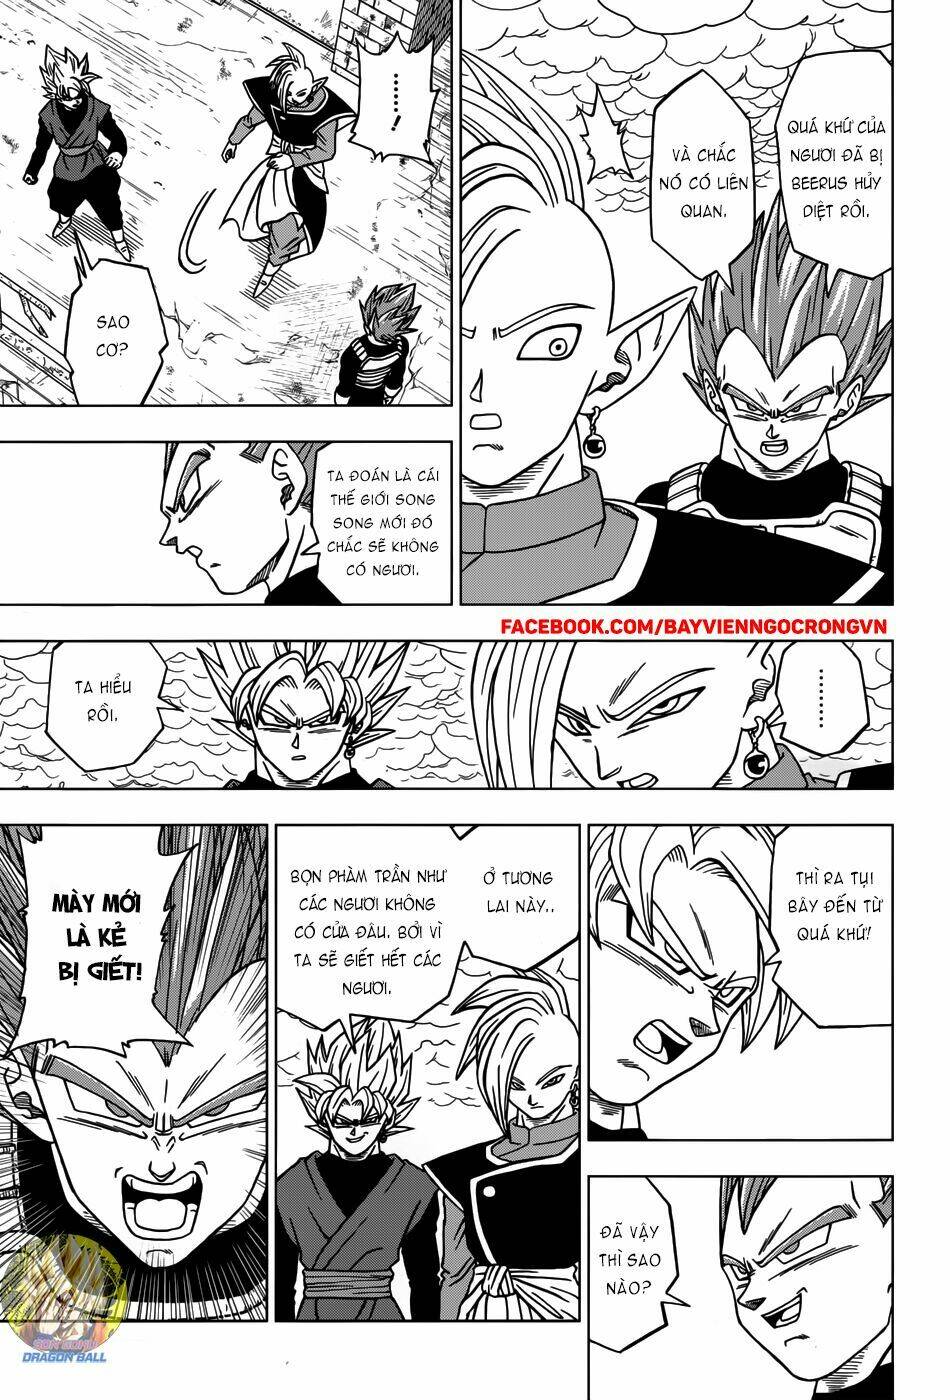 QUÁ KHỨ CỦA
NGƯƠI ĐÃ BỊ
BEERUS HỦY
DIỆT RỒI.
VÀ CHẮC
NÓ CÓ LIÊN
QUAN.
......!
SAO
CƠ?
TA ĐOÁN LÀ CÁI
THẾ GIỚI SONG
SONG MỚI ĐÓ
CHẮC SẼ KHÔNG
CÓ NGƯƠI.
FACEBOOK.COM/BAYVIENNGOCRONGVN
........
TA HIỂU
RỒI.
THÌ RA TỤI
BÂY ĐẾN TỪ
QUÁ KHỨ!
ĐÃ VẬY
THÌ SAO
NÀO?
Ở TƯƠNG
LAI NÀY..
BỌN PHÀM TRẦN NHƯ
CÁC NGƯƠI KHÔNG
CÓ CỬA ĐÂU. BỞI VÌ
TA SẼ GIẾT HẾT CÁC
NGƯƠI.
MÀY MỚI
LÀ KẺ
BỊ GIẾT!
SON GOKU
DRAGON BALL